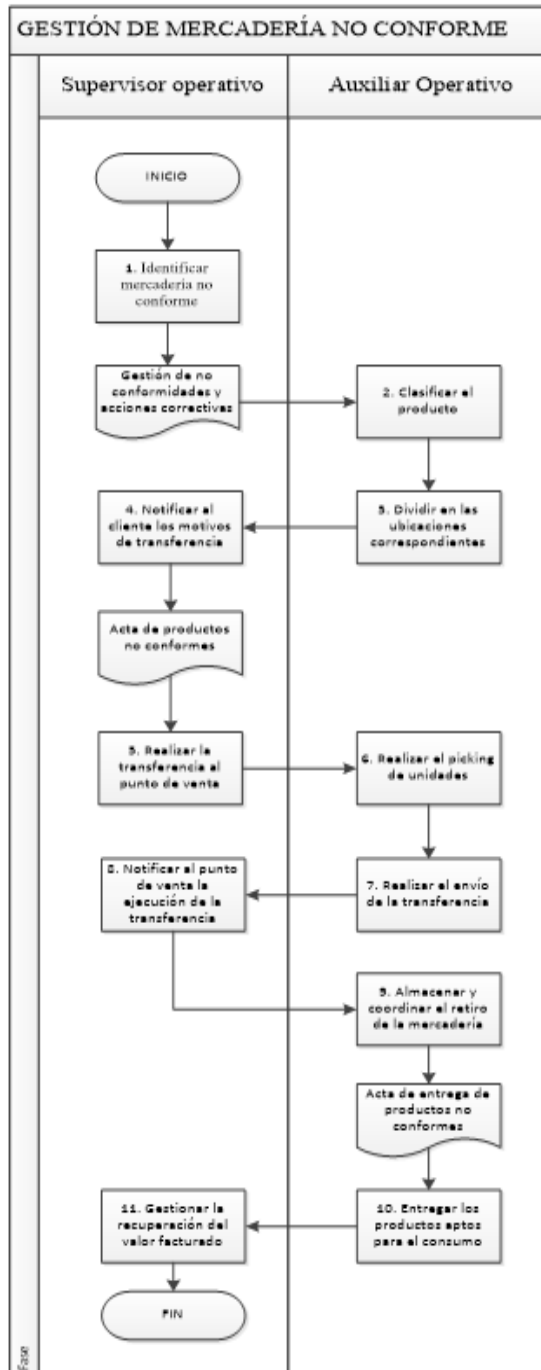 GESTIÓN DE MERCADERÍA NO CONFORME
Supervisor operativo
Auxiliar Operativo
INICIO
1. Identificar
mercadería no
conforme
Gestión de no
conformidades y
acciones correctivas
2. Clasificar el
producto
3. Dividir en las
ubicaciones
correspondientes
4. Notificar al
cliente los motivos
de transferencia
Acta de productos
no conformes
5. Realizar la
transferencia al
punto de venta
6. Realizar el picking
de unidades
7. Realizar el envío
de la transferencia
8. Notificar al punto
de venta la
ejecución de la
transferencia
9. Almacenar y
coordinar el retiro
de la mercadería
Acta de entrega de
productos no
conformes
10. Entregar los
productos aptos
para el consumo
11. Gestionar la
recuperación del
valor facturado
FIN
Fase